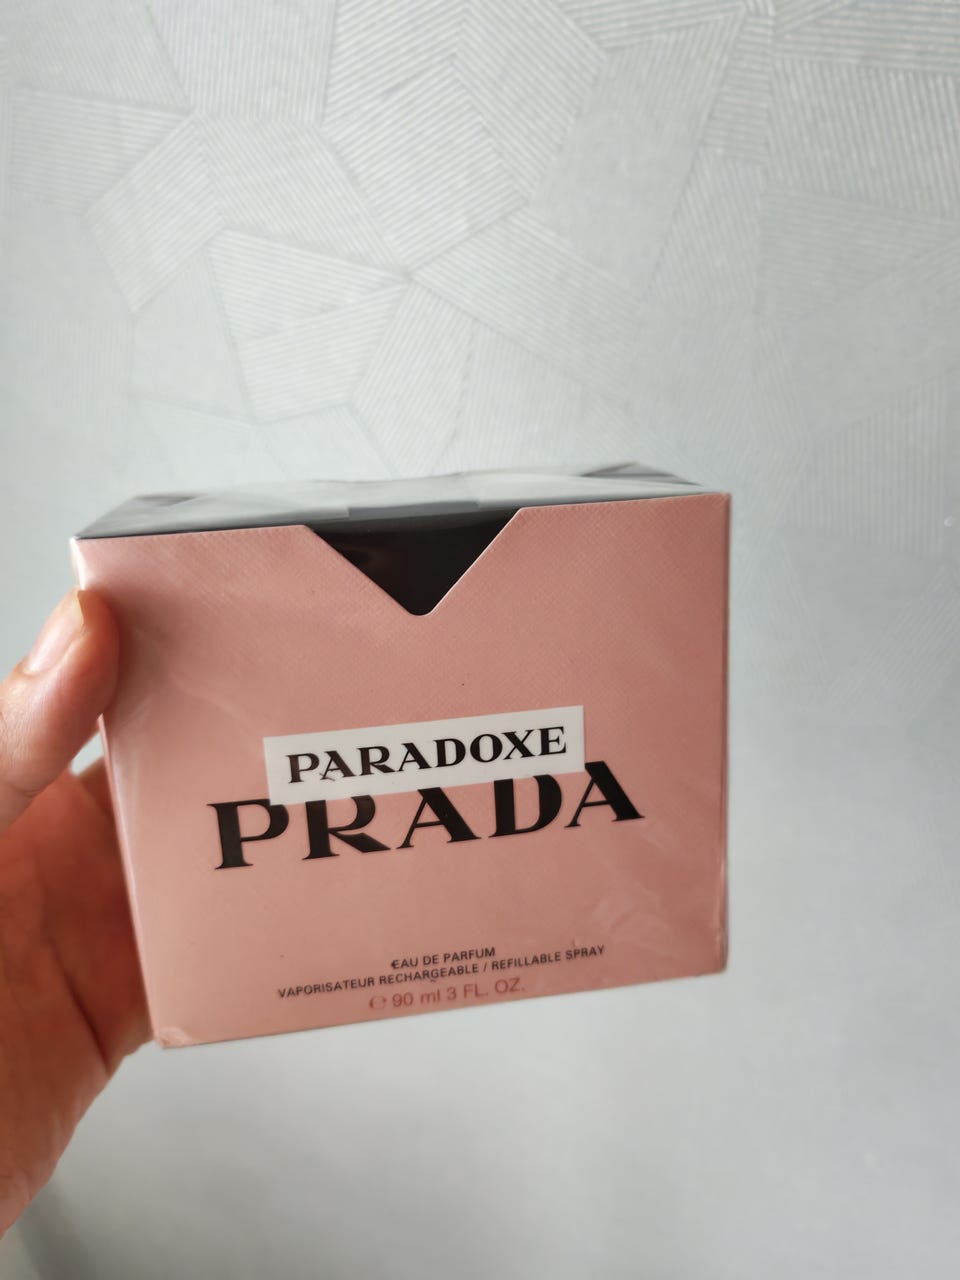 PARADOXE
PRADA
EAU DE PARFUM
VAPORISATEUR RECHARGEABLE / REFILLABLE SPRAY
℮ 90 ml 3 FL. OZ.